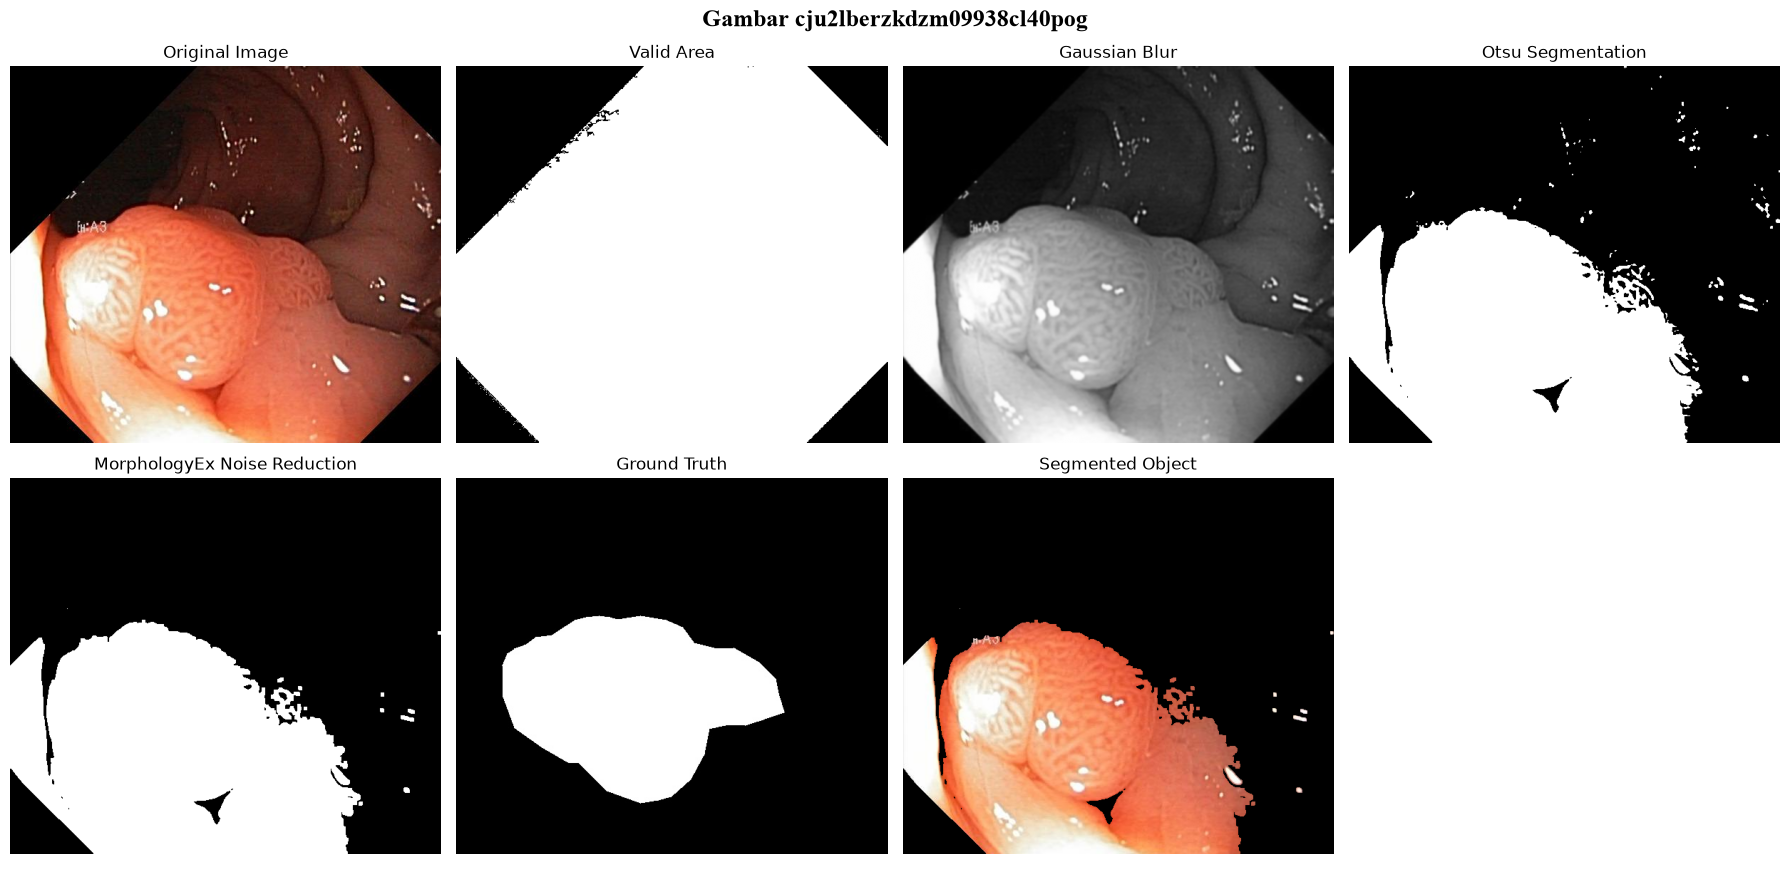 Gambar cju2lberzkdzm09938cl40pog
Original Image
Valid Area
Gaussian Blur
Otsu Segmentation
MorphologyEx Noise Reduction
Ground Truth
Segmented Object